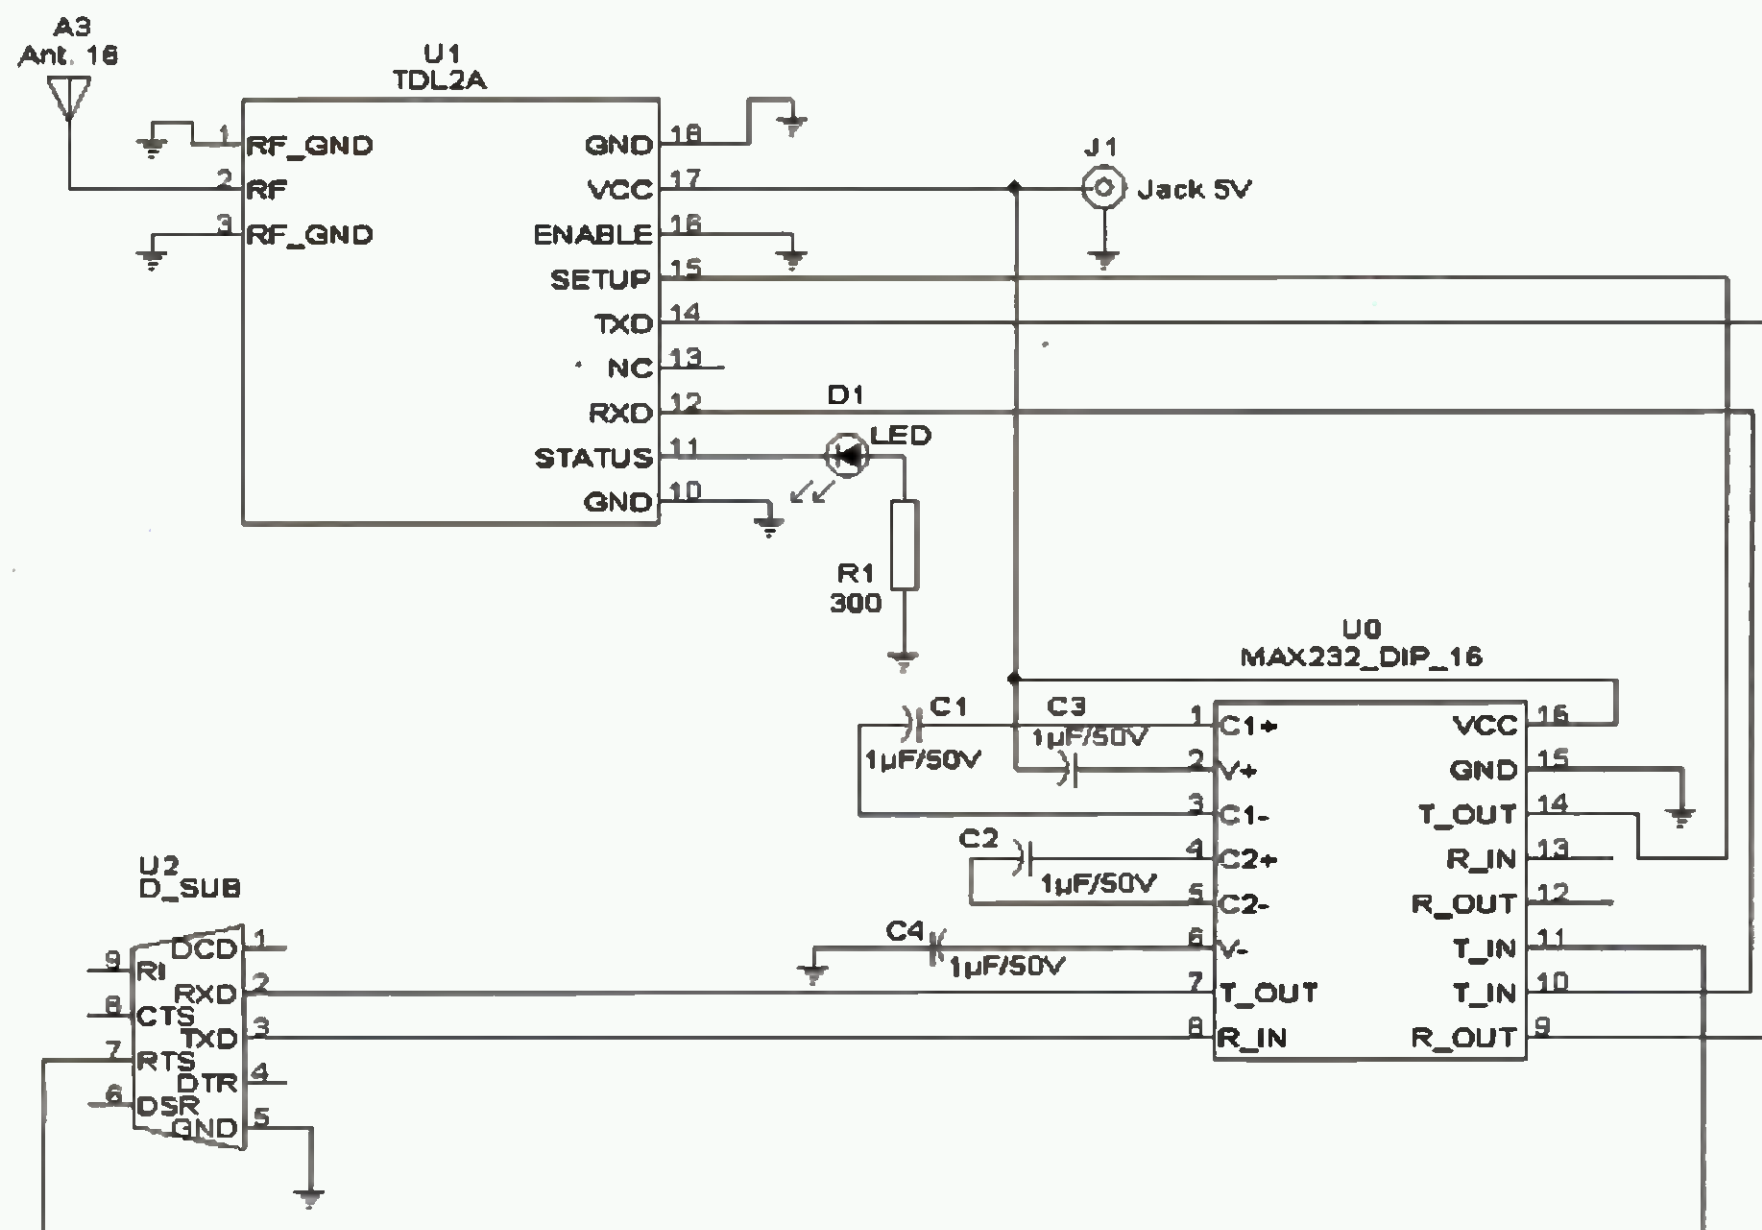 A3
Ant. 16
U1
TDL2A
1 RF_GND
2 RF
3 RF_GND
GND 18
VCC 17
ENABLE 16
SETUP 15
TXD 14
NC 13
RXD 12
STATUS 11
GND 10
J1
Jack 5V
D1
LED
R1
300
U0
MAX232_DIP_16
C1
1µF/50V
C3
1µF/50V
C2
1µF/50V
C4
1µF/50V
1 C1+
2 V+
3 C1-
4 C2+
5 C2-
6 V-
7 T_OUT
8 R_IN
VCC 16
GND 15
T_OUT 14
R_IN 13
R_OUT 12
T_IN 11
T_IN 10
R_OUT 9
U2
D_SUB
DCD 1
9 RI
RXD 2
8 CTS
TXD 3
7 RTS
DTR 4
6 DSR
GND 5